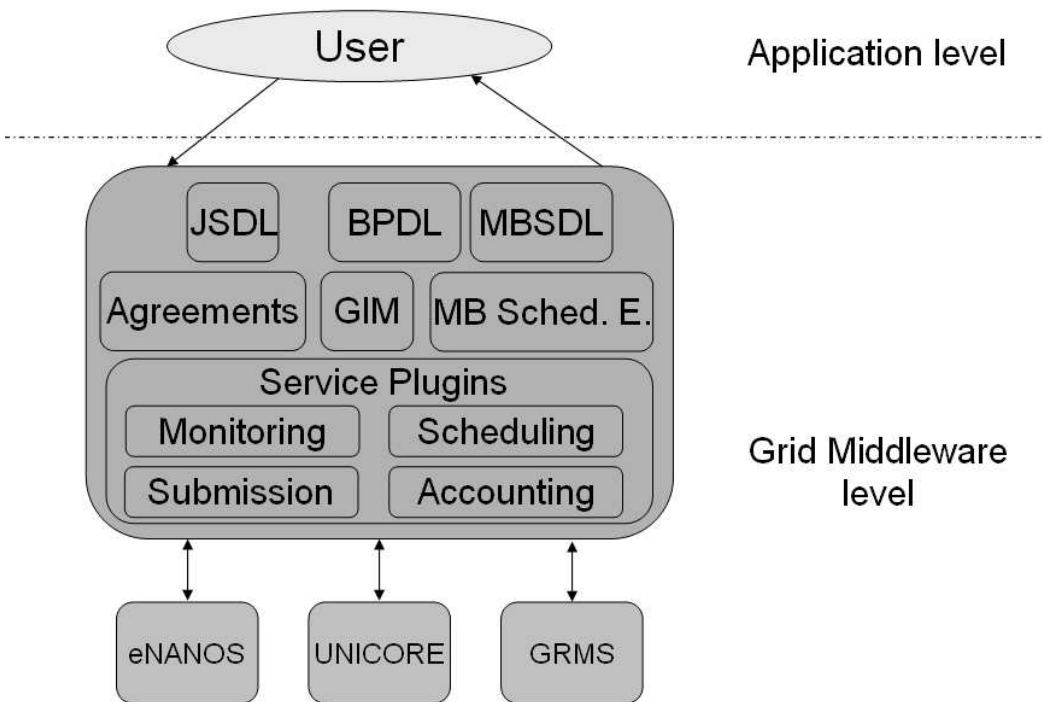 User
Application level
JSDL
BPDL
MBSDL
Agreements
GIM
MB Sched. E.
Service Plugins
Monitoring
Scheduling
Submission
Accounting
Grid Middleware
level
eNANOS
UNICORE
GRMS